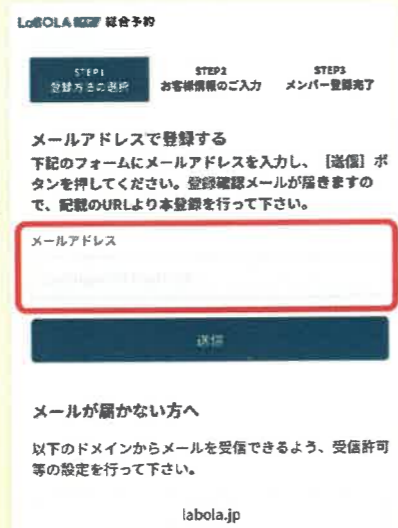 LaBOLA 総合予約
STEP1
登録方法の選択
STEP2
お客様情報のご入力
STEP3
メンバー登録完了
メールアドレスで登録する
下記のフォームにメールアドレスを入力し、［送信］ボ
タンを押してください。登録確認メールが届きますの
で、記載のURLより本登録を行って下さい。
メールアドレス
送信
メールが届かない方へ
以下のドメインからメールを受信できるよう、受信許可
等の設定を行って下さい。
labola.jp